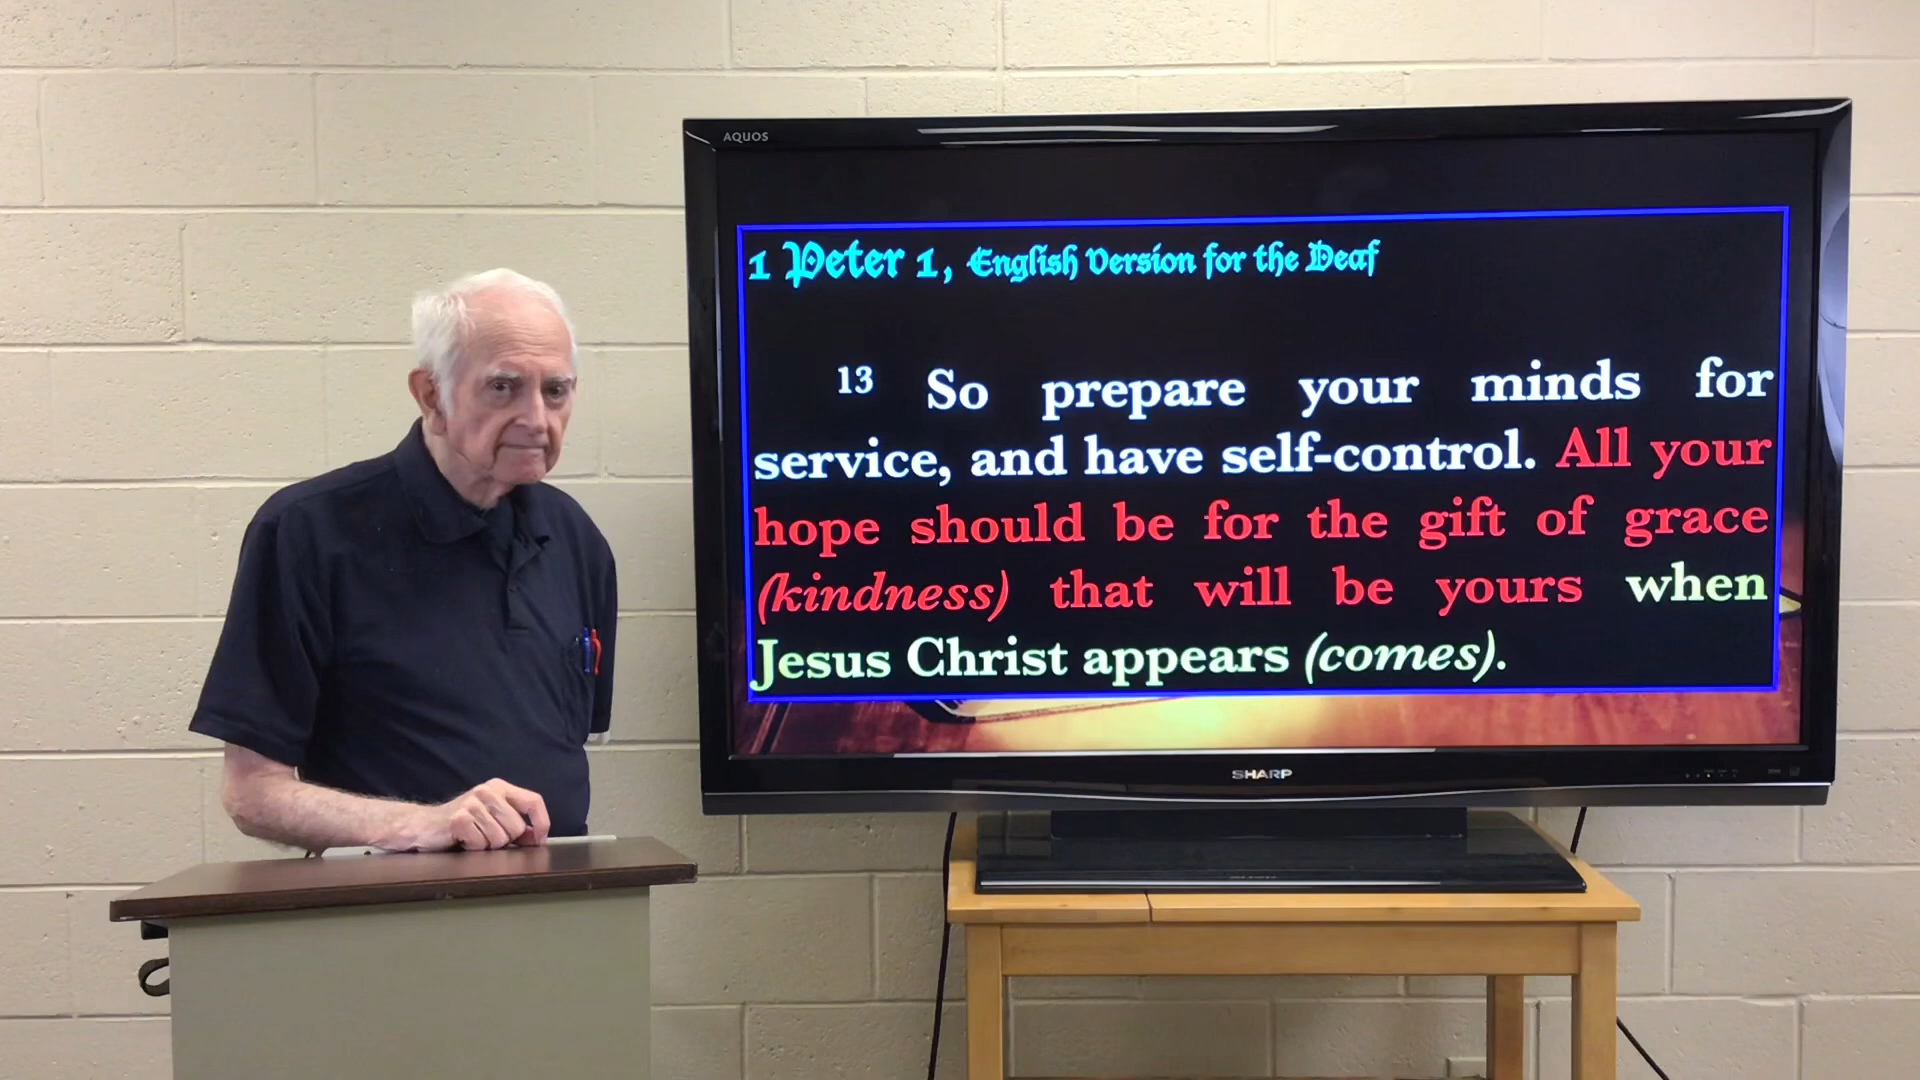 AQUOS
1 Peter 1, English Version for the Deaf
13 So prepare your minds for
service, and have self-control. All your
hope should be for the gift of grace
(kindness) that will be yours when
Jesus Christ appears (comes).
SHARP